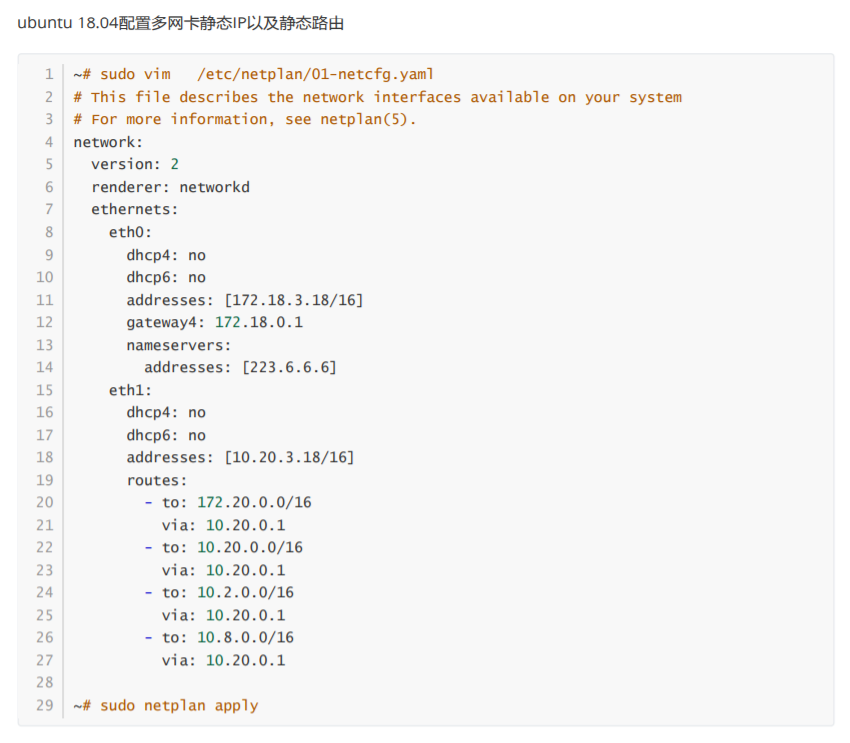 ubuntu 18.04配置多网卡静态IP以及静态路由
1 ~# sudo vim   /etc/netplan/01-netcfg.yaml
2 # This file describes the network interfaces available on your system
3 # For more information, see netplan(5).
4 network:
5   version: 2
6   renderer: networkd
7   ethernets:
8     eth0:
9       dhcp4: no
10       dhcp6: no
11       addresses: [172.18.3.18/16]
12       gateway4: 172.18.0.1
13       nameservers:
14         addresses: [223.6.6.6]
15     eth1:
16       dhcp4: no
17       dhcp6: no
18       addresses: [10.20.3.18/16]
19       routes:
20         - to: 172.20.0.0/16
21           via: 10.20.0.1
22         - to: 10.20.0.0/16
23           via: 10.20.0.1
24         - to: 10.2.0.0/16
25           via: 10.20.0.1
26         - to: 10.8.0.0/16
27           via: 10.20.0.1
28
29 ~# sudo netplan apply